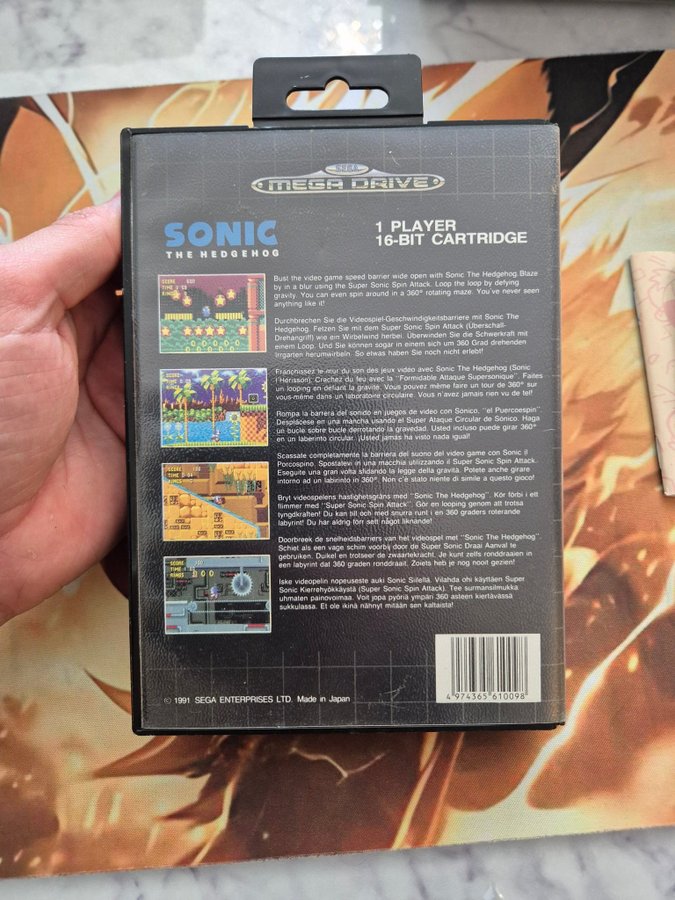 SEGA
MEGA DRIVE
SONIC
THE HEDGEHOG
1 PLAYER
16-BIT CARTRIDGE
Bust the video game speed barrier wide open with Sonic The Hedgehog. Blaze
by in a blur using the Super Sonic Spin Attack. Loop the loop by defying
gravity. You can even spin around in a 360° rotating maze. You've never seen
anything like it!
Durchbrechen Sie die Videospiel-Geschwindigkeitsbarriere mit Sonic The
Hedgehog. Felzen Sie mit dem Super Sonic Spin Attack (Überschall
Drehangriff) wo ein Wirbelwind herbei. Überwinden Sie die Schwerkraft mit
einem Loop. Und Sie können sogar in einem sich um 360 Grad drehenden
Irrgarten herumwirbeln. So etwas haben Sie noch nicht erlebt!
Franchissez le mur du son des jeux vidéo avec Sonic The Hedgehog (Sonic
l'Hérisson). Crachez du feu avec la "Formidable Attaque Supersonique". Faites
un looping en défiant la gravité. Vous pouvez même faire un tour de 360° sur
vous-même dans un laboratoire circulaire. Vous n'avez jamais rien vu de tel!
Rompa la barrera del sonido en juegos de video con Sonico, "el Puercoespin".
Desplácese en una mancha usando el Super Ataque Circular de Sónico. Haga
un bucle sobre bucle derretando la gravedad. Usted incluso puede girar 360°
en un laberinto circular. ¡Usted jamás ha visto nada igual!
Scassate completamente la barriera del suono del video game con Sonic il
Porcospino. Spostatevi in una macchia utilizzando il Super Sonic Spin Attack.
Eseguite una gran volta sfidando la legge della gravità. Potete anche girare
intorno ad un labirinto in 360°. Non c'è stato niente di simile a questo gioco!
Bryt videospelens hastighetsgräns med "Sonic The Hedgehog". Kör förbi i ett
flimmer med "Super Sonic Spin Attack". Gör en looping genom att trotsa
tyngdkraften! Du kan till och med snurra runt i en 360 graders roterande
labyrint! Du har aldrig förr sett något liknande!
Doorbreek de snelheidsbarriers van het videospel met "Sonic The Hedgehog".
Schiet als een vage schim voorbij door de Super Sonic Draai Aanval te
gebruiken. Duikel en trotseer de zwaartekracht. Je kunt zelfs ronddraaien in
een labyrint dat 360 graden ronddraait. Zoiets heb je nog nooit gezien!
Iske videopelin nopeuseste auki Sonic Siilellä. Vilahda ohi käyttäen Super
Sonic Kierrehyökkäystä (Super Sonic Spin Attack). Tee surmansilmukka
uhmaten painovoimaa. Voit jopa pyöriä ympäri 360 asteen kiertävässä
sukkulassa. Et ole ikinä nähnyt mitään sen kaltaista!
© 1991 SEGA ENTERPRISES LTD. Made in Japan
4 974365 610098